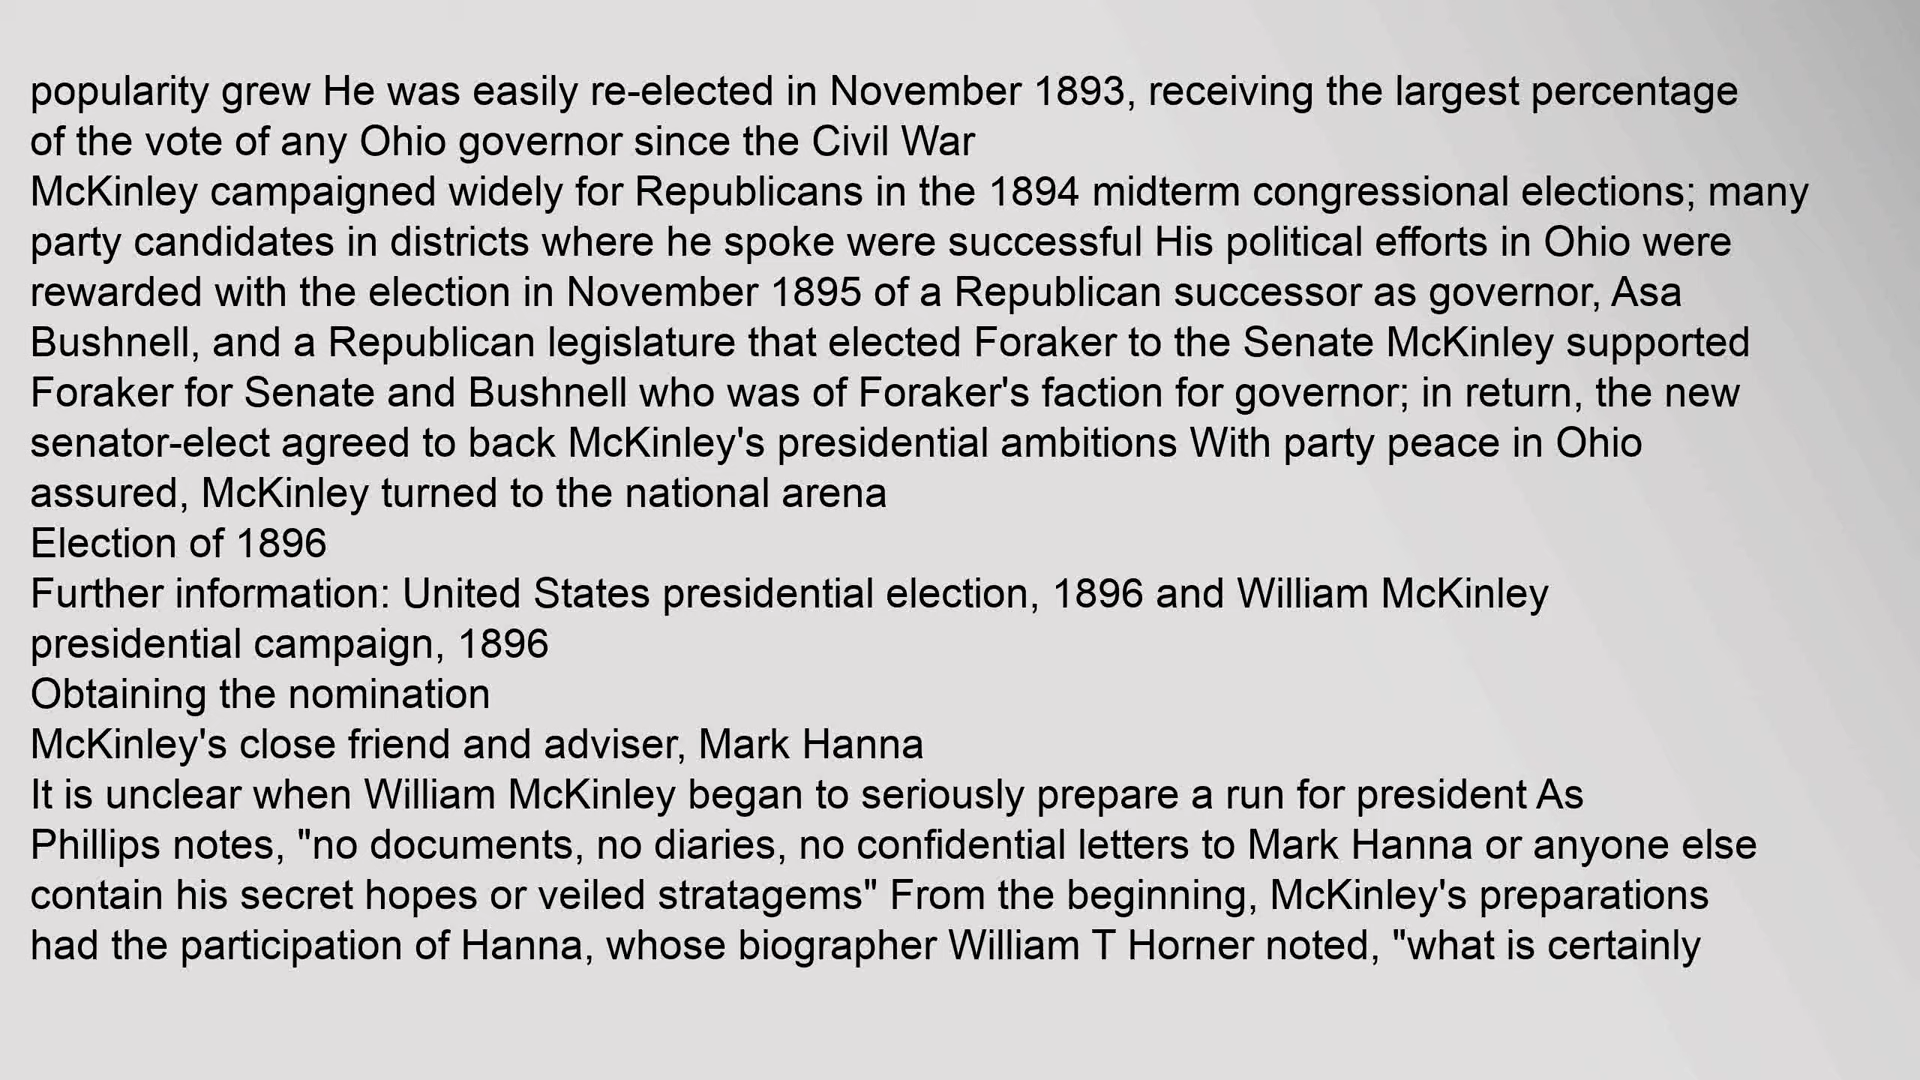 popularity grew He was easily re-elected in November 1893, receiving the largest percentage
of the vote of any Ohio governor since the Civil War
McKinley campaigned widely for Republicans in the 1894 midterm congressional elections; many
party candidates in districts where he spoke were successful His political efforts in Ohio were
rewarded with the election in November 1895 of a Republican successor as governor, Asa
Bushnell, and a Republican legislature that elected Foraker to the Senate McKinley supported
Foraker for Senate and Bushnell who was of Foraker's faction for governor; in return, the new
senator-elect agreed to back McKinley's presidential ambitions With party peace in Ohio
assured, McKinley turned to the national arena
Election of 1896
Further information: United States presidential election, 1896 and William McKinley
presidential campaign, 1896
Obtaining the nomination
McKinley's close friend and adviser, Mark Hanna
It is unclear when William McKinley began to seriously prepare a run for president As
Phillips notes, "no documents, no diaries, no confidential letters to Mark Hanna or anyone else
contain his secret hopes or veiled stratagems" From the beginning, McKinley's preparations
had the participation of Hanna, whose biographer William T Horner noted, "what is certainly